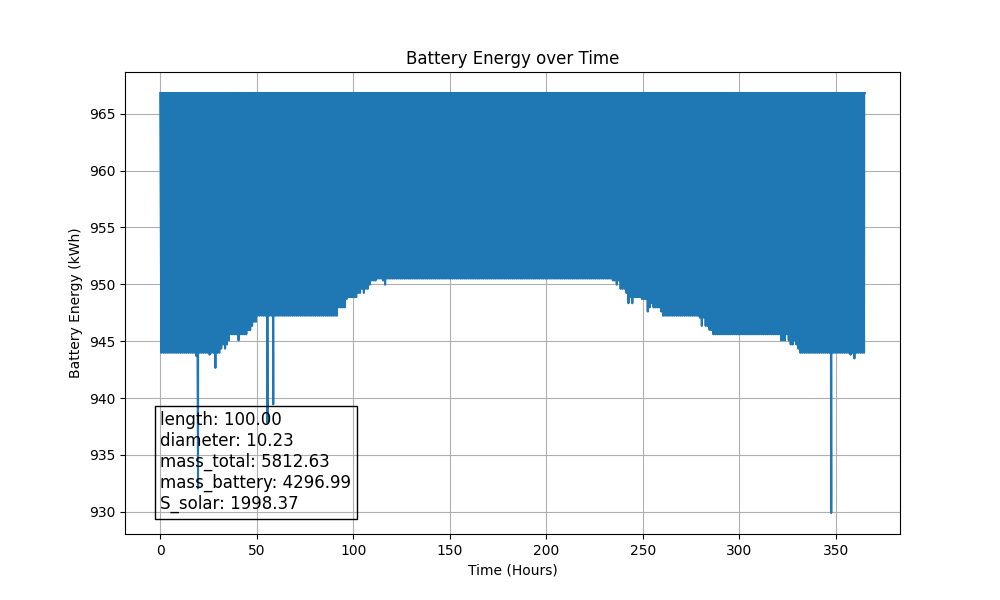 Battery Energy over Time
Battery Energy (kWh)
965
960
955
950
945
940
935
930
length: 100.00
diameter: 10.23
mass_total: 5812.63
mass_battery: 4296.99
S_solar: 1998.37
0 50 100 150 200 250 300 350
Time (Hours)